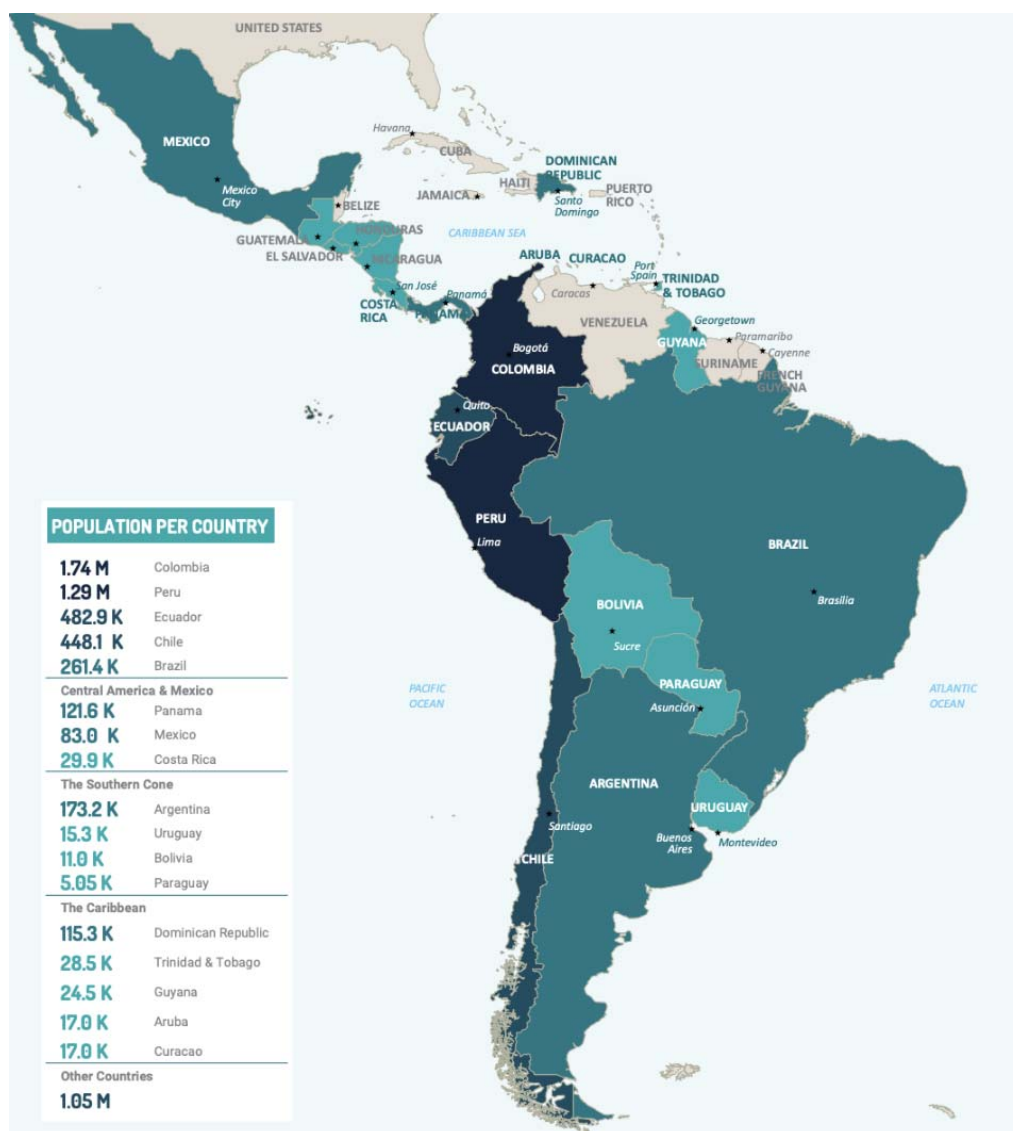 UNITED STATES
MEXICO
Mexico
City
Havana
CUBA
DOMINICAN
REPUBLIC
HAITI
JAMAICA
PUERTO
RICO
Santo
Domingo
BELIZE
GUATEMALA
HONDURAS
EL SALVADOR
NICARAGUA
CARIBBEAN SEA
ARUBA
CURACAO
Port
Spain
TRINIDAD
& TOBAGO
San José
COSTA
RICA
Panamá
PANAMA
Caracas
VENEZUELA
Georgetown
GUYANA
Paramaribo
SURINAME
Cayenne
FRENCH
GUYANA
Bogotá
COLOMBIA
Quito
ECUADOR
PERU
Lima
BRAZIL
Brasília
BOLIVIA
Sucre
PARAGUAY
Asunción
PACIFIC
OCEAN
ATLANTIC
OCEAN
ARGENTINA
URUGUAY
Santiago
Buenos
Aires
Montevideo
CHILE
POPULATION PER COUNTRY
1.74 M Colombia
1.29 M Peru
482.9 K Ecuador
448.1 K Chile
261.4 K Brazil
Central America & Mexico
121.6 K Panama
83.0 K Mexico
29.9 K Costa Rica
The Southern Cone
173.2 K Argentina
15.3 K Uruguay
11.0 K Bolivia
5.05 K Paraguay
The Caribbean
115.3 K Dominican Republic
28.5 K Trinidad & Tobago
24.5 K Guyana
17.0 K Aruba
17.0 K Curacao
Other Countries
1.05 M